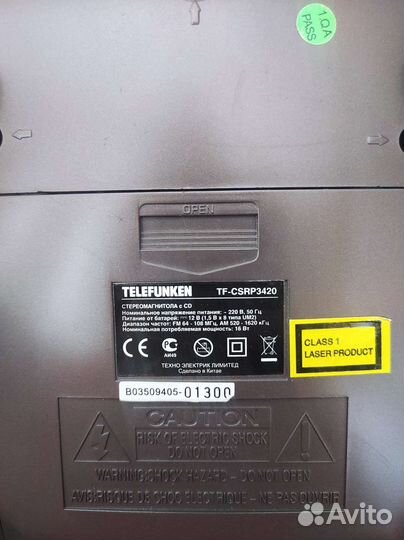 1.QA
PASS
OPEN
TELEFUNKEN TF-CSRP3420
СТЕРЕОМАГНИТОЛА с CD
Номинальное напряжение питания: ~ 220 В, 50 Гц
Питание от батарей: 12 В (1,5 В x 8 типа UM2)
Диапазон частот: FM 64 - 108 МГц, AM 520 - 1620 кГц
Номинальная потребляемая мощность: 16 Вт
АИ49
ТЕХНО ЭЛЕКТРИК ЛИМИТЕД
Сделано в Китае
CLASS 1
LASER PRODUCT
B03509405-01300
CAUTION
RISK OF ELECTRIC SHOCK
DO NOT OPEN
WARNING:SHOCK HAZARD - DO NOT OPEN
AVIS:RISQUE DE CHOC ELECTRIQUE - NE PAS OUVRIR
Avito